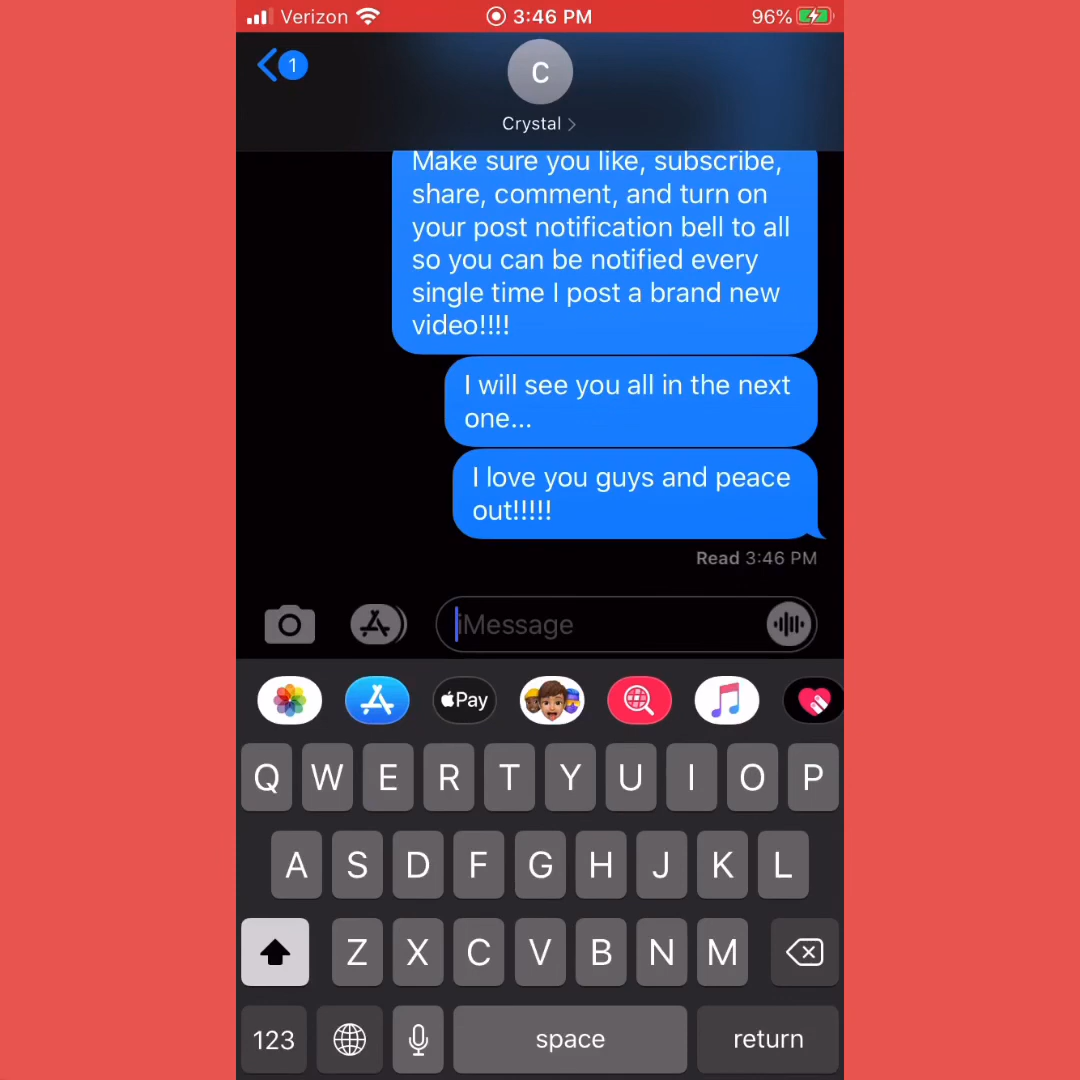 Verizon 3:46 PM 96%
1
C
Crystal
Make sure you like, subscribe,
share, comment, and turn on
your post notification bell to all
so you can be notified every
single time I post a brand new
video!!!!
I will see you all in the next
one...
I love you guys and peace
out!!!!!
Read 3:46 PM
iMessage
Pay
Q W E R T Y U I O P
A S D F G H J K L
Z X C V B N M
123 space return